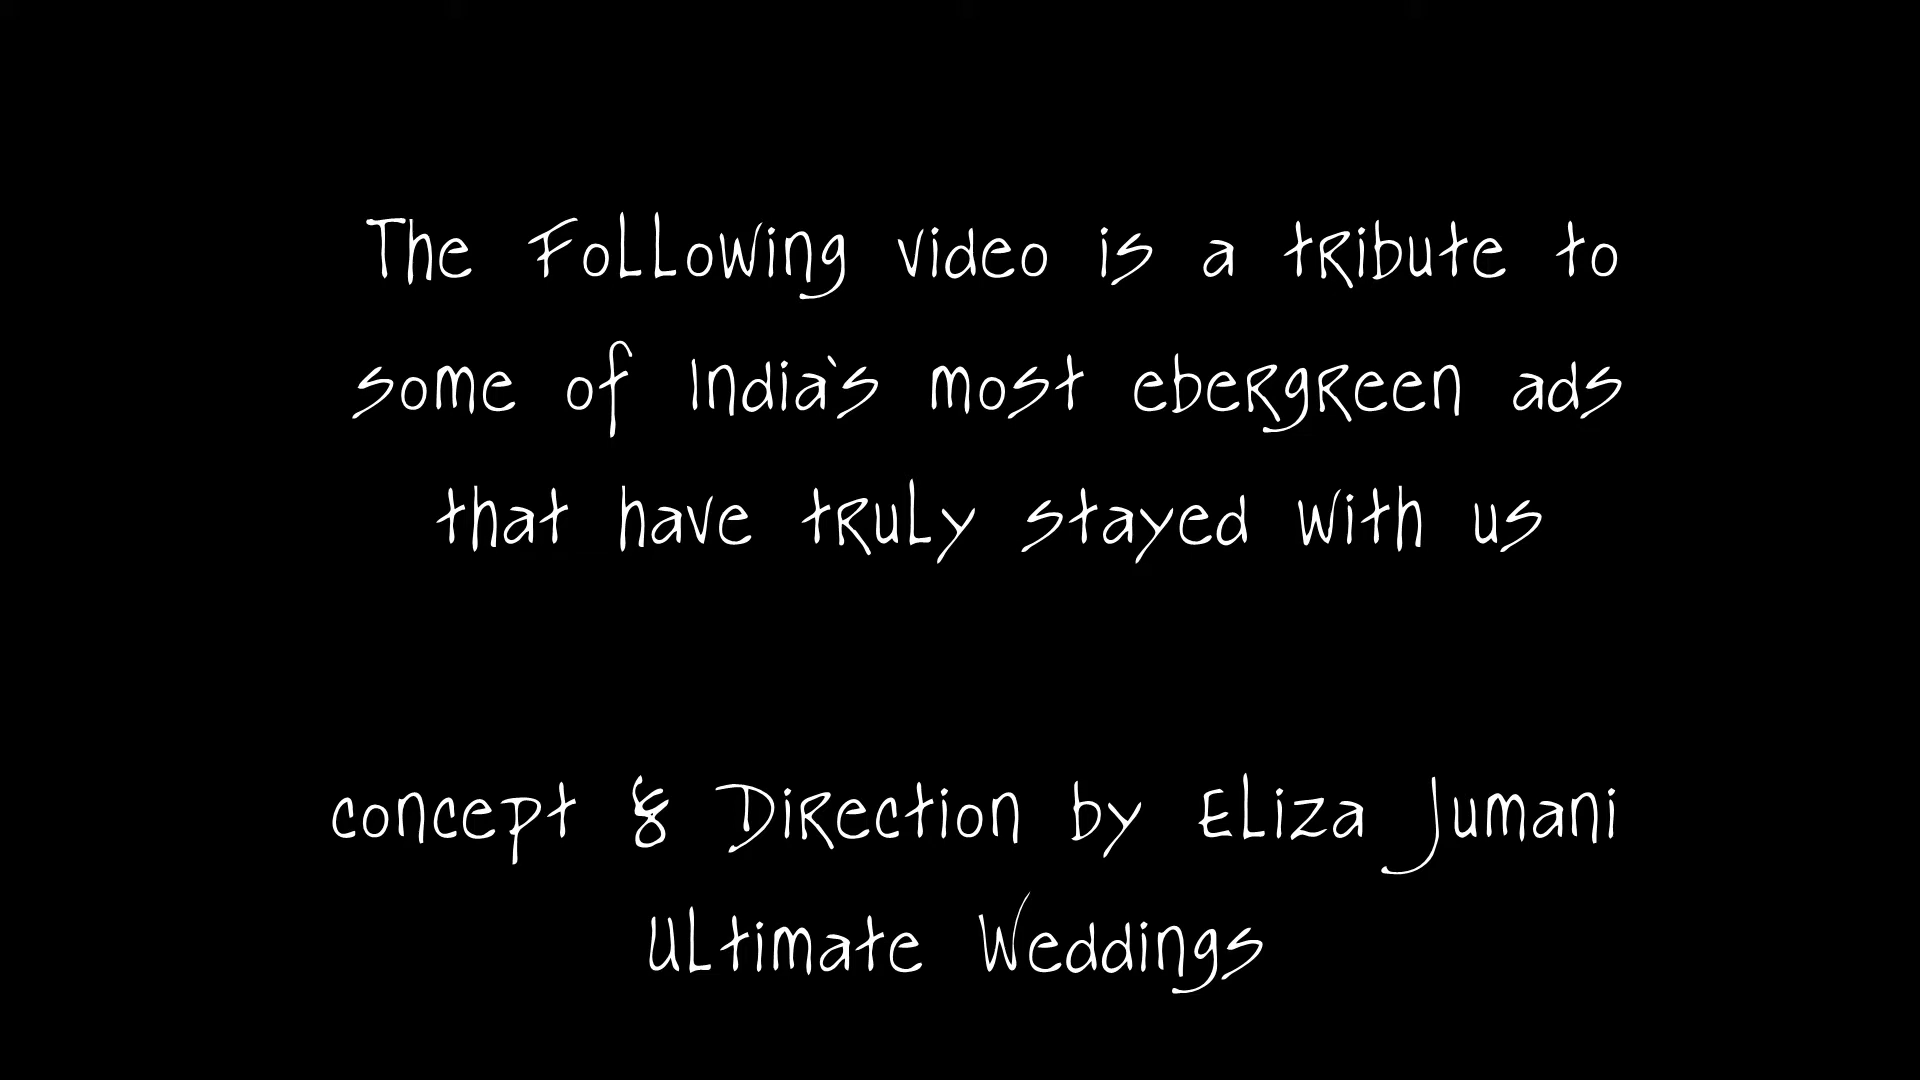 The Following video is a tribute to
some of India's most ebergreen ads
that have truly stayed with us
concept & Direction by Eliza Jumani
Ultimate Weddings